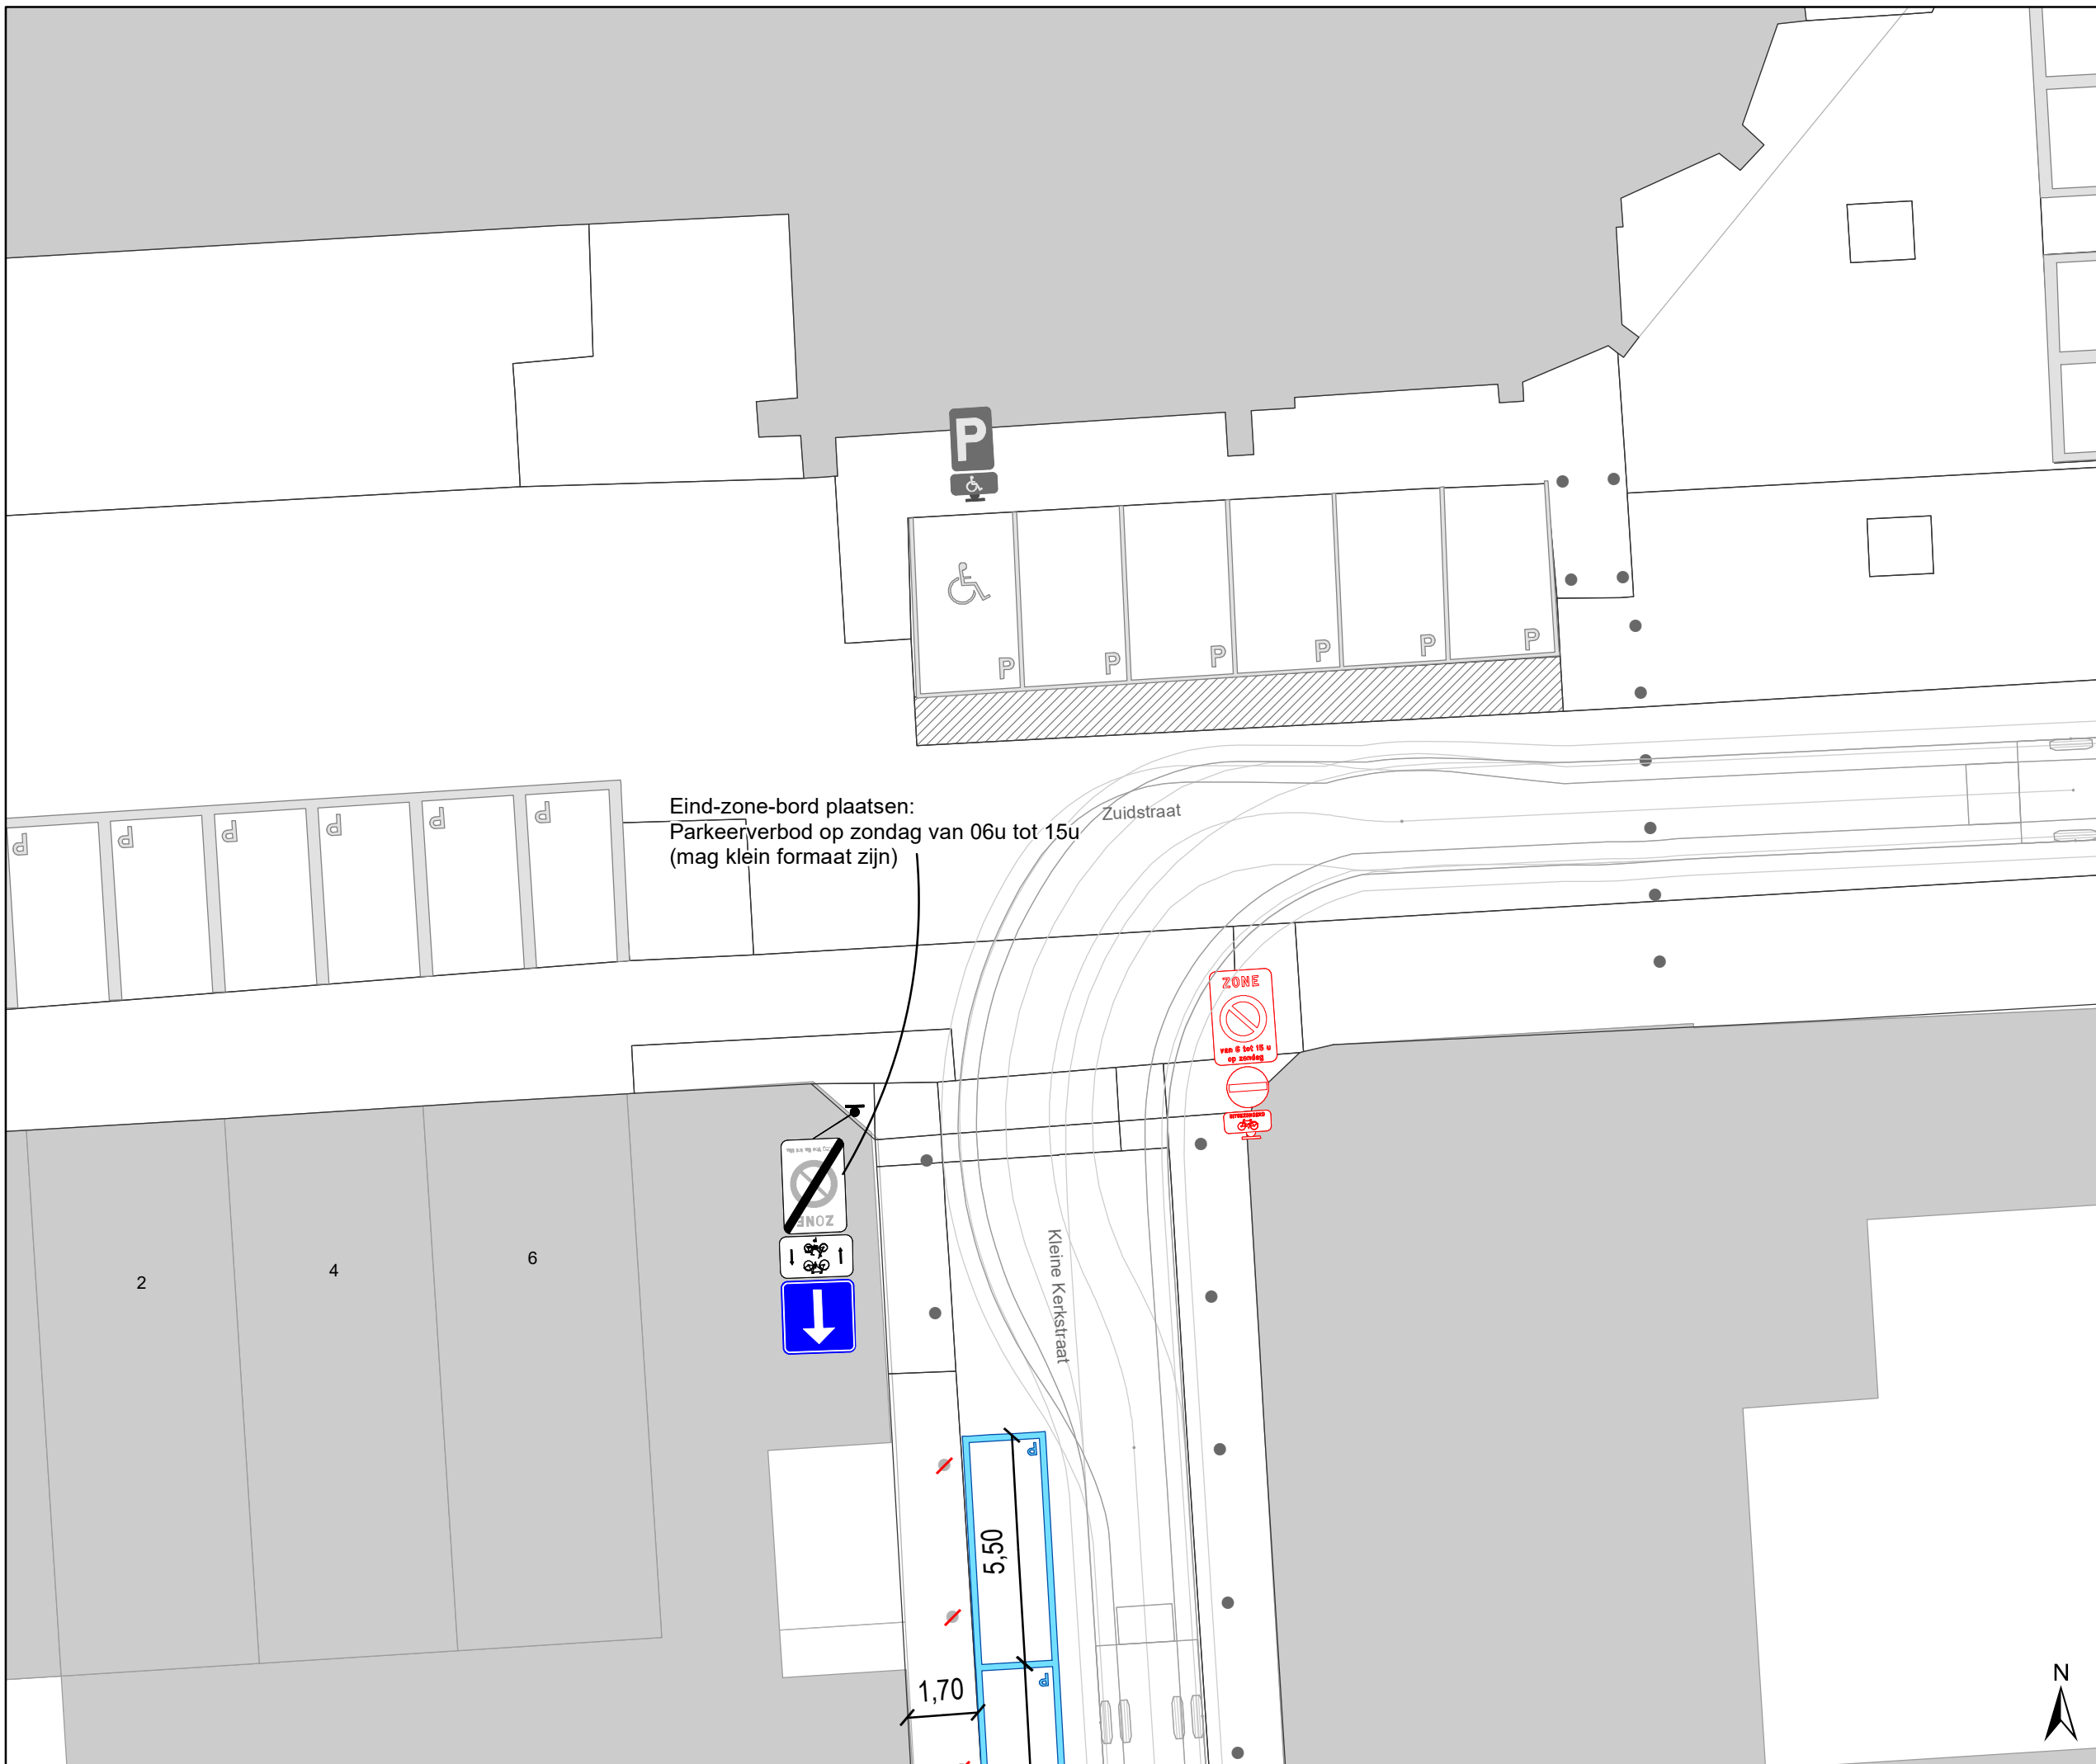 P
P
P
P
P
P
P
P
P
P
P
P
P
Eind-zone-bord plaatsen:
Parkeerverbod op zondag van 06u tot 15u
(mag klein formaat zijn)
Zuidstraat
ZONE
van 6 tot 15 u
op zondag
UITGEZONDERD
ZONE
2
4
6
Kleine Kerkstraat
P
5,50
P
1,70
N